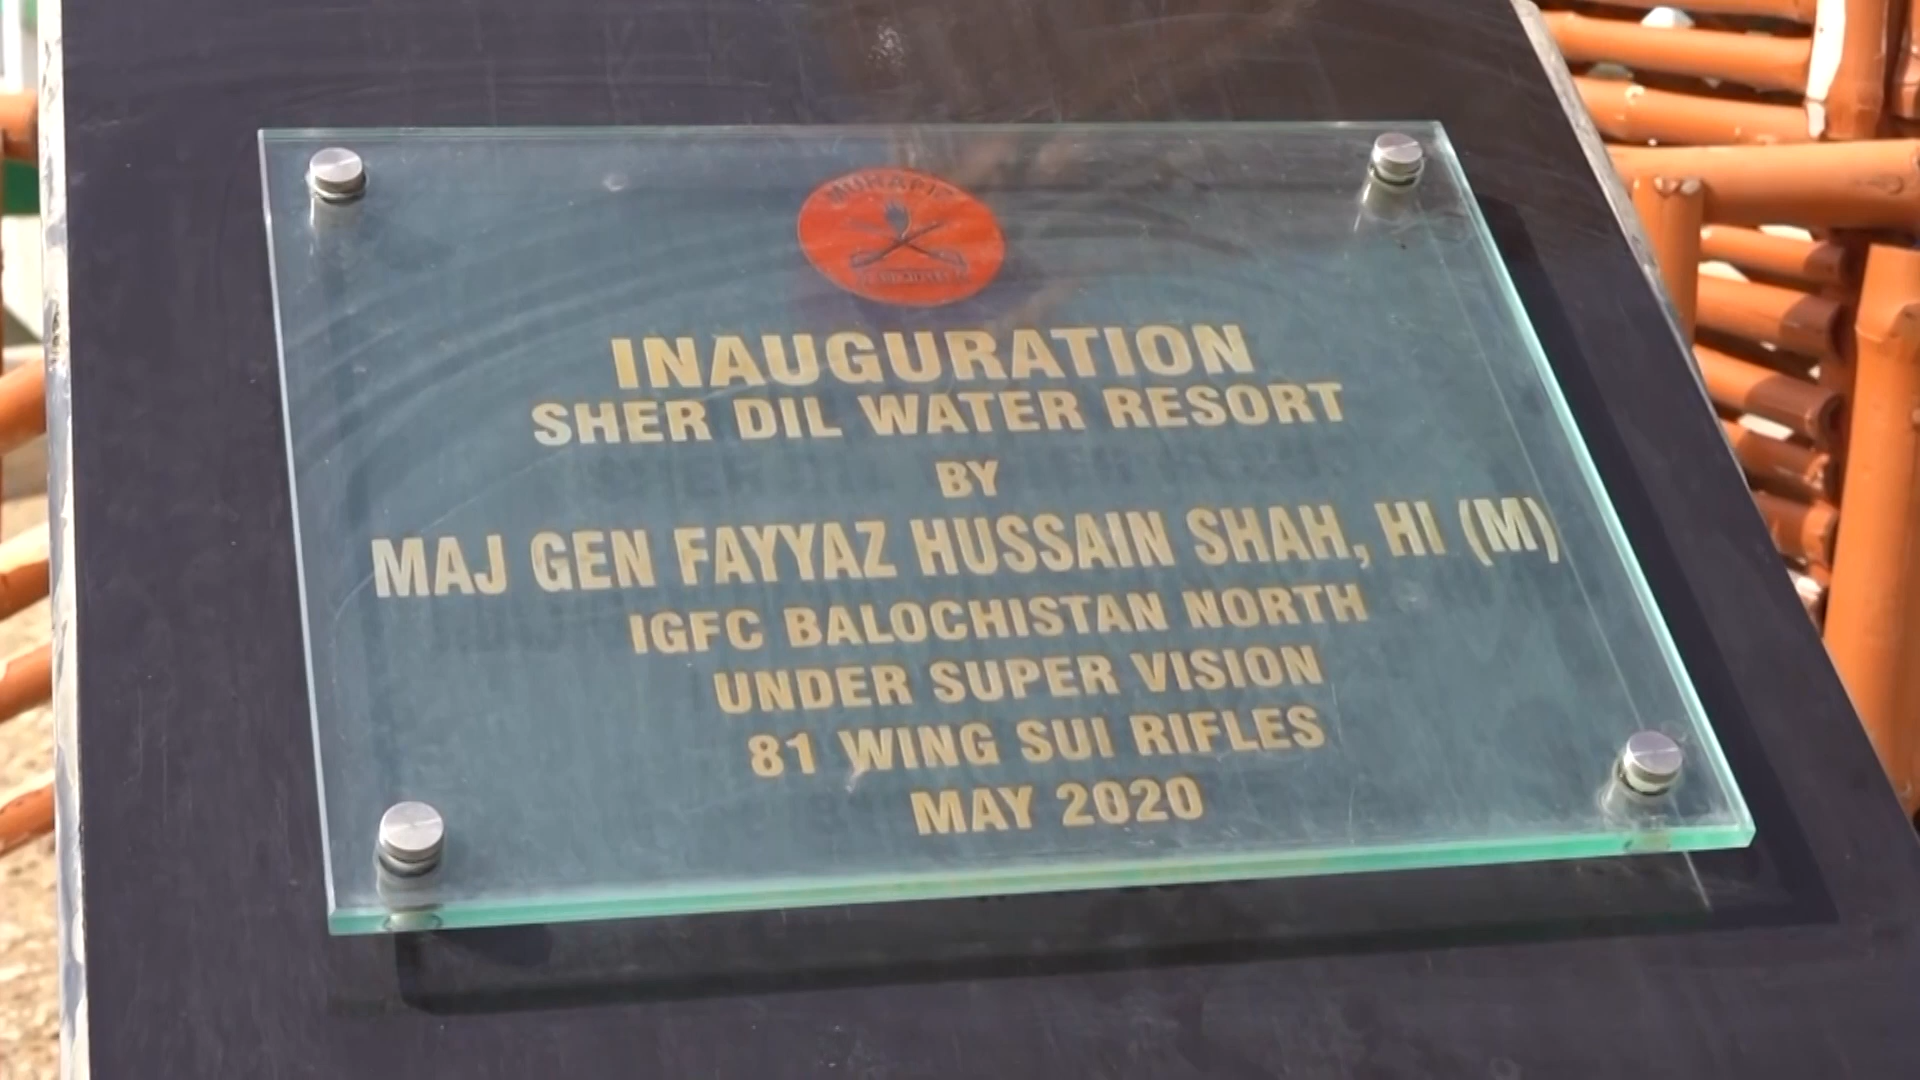 INAUGURATION
SHER DIL WATER RESORT
BY
MAJ GEN FAYYAZ HUSSAIN SHAH, HI (M)
IGFC BALOCHISTAN NORTH
UNDER SUPER VISION
81 WING SUI RIFLES
MAY 2020